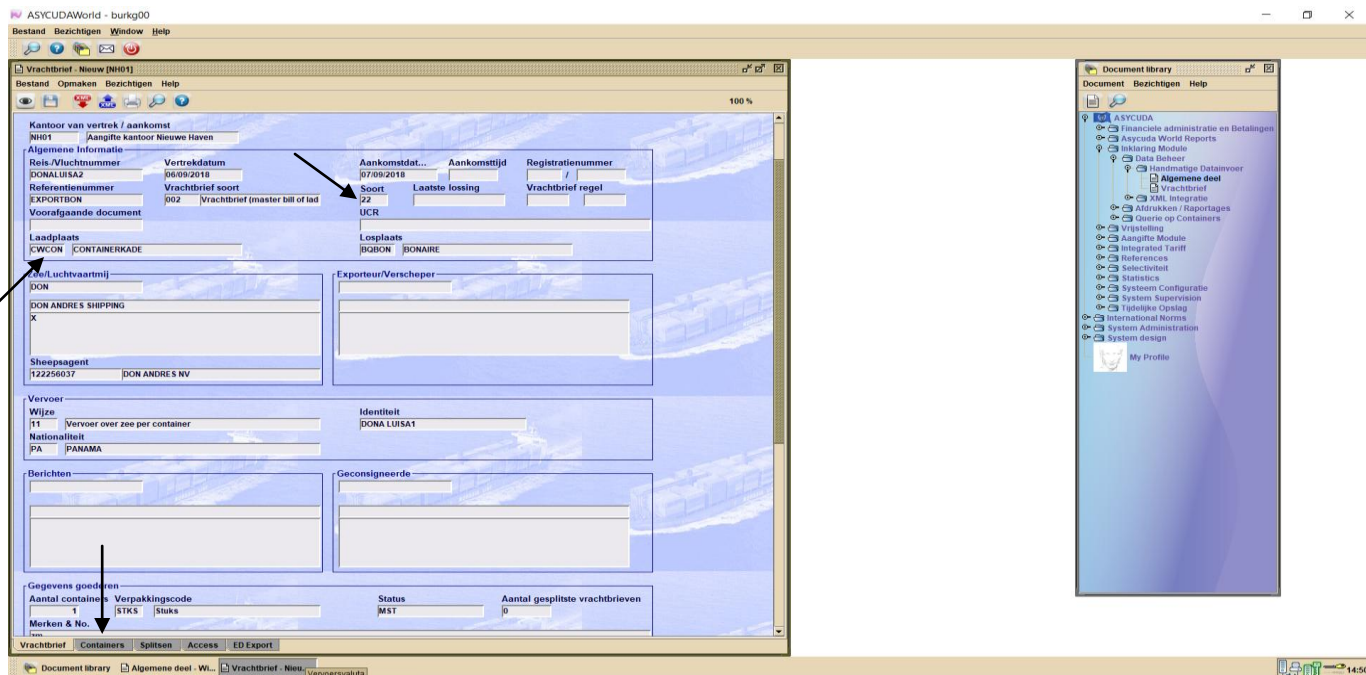 ASYCUDAWorld - burkg00
Bestand Bezichtigen Window Help
Vrachtbrief - Nieuw [NH01]
Bestand Opmaken Bezichtigen Help
100 %
Kantoor van vertrek / aankomst
NH01 Aangifte kantoor Nieuwe Haven
Algemene Informatie
Reis-/Vluchtnummer Vertrekdatum Aankomstdat... Aankomsttijd Registratienummer
DONALUISA2 06/09/2018 07/09/2018 /
Referentienummer Vrachtbrief soort Soort Laatste lossing Vrachtbrief regel
EXPORTBON 002 Vrachtbrief (master bill of lad 22
Voorafgaande document UCR
Laadplaats Losplaats
CWCON CONTAINERKADE BQBON BONAIRE
Zee/Luchtvaartmij Exporteur/Verscheper
DON
DON ANDRES SHIPPING
X
Sheepsagent
122256037 DON ANDRES NV
Vervoer
Wijze Identiteit
11 Vervoer over zee per container DONA LUISA1
Nationaliteit
PA PANAMA
Berichten Geconsigneerde
Gegevens goederen
Aantal containers Verpakkingscode Status Aantal gesplitste vrachtbrieven
1 STKS Stuks MST 0
Merken & No.
Vrachtbrief Containers Splitsen Access ED Export
Document library
Document Bezichtigen Help
ASYCUDA
Financiele administratie en Betalingen
Asycuda World Reports
Inklaring Module
Data Beheer
Handmatige Datainvoer
Algemene deel
Vrachtbrief
XML Integratie
Afdrukken / Raportages
Querie op Containers
Vrijstelling
Aangifte Module
Integrated Tariff
References
Selectiviteit
Statistics
Systeem Configuratie
System Supervision
Tijdelijke Opslag
International Norms
System Administration
System design
My Profile
Document library Algemene deel - Wi... Vrachtbrief - Nieu...
14:50